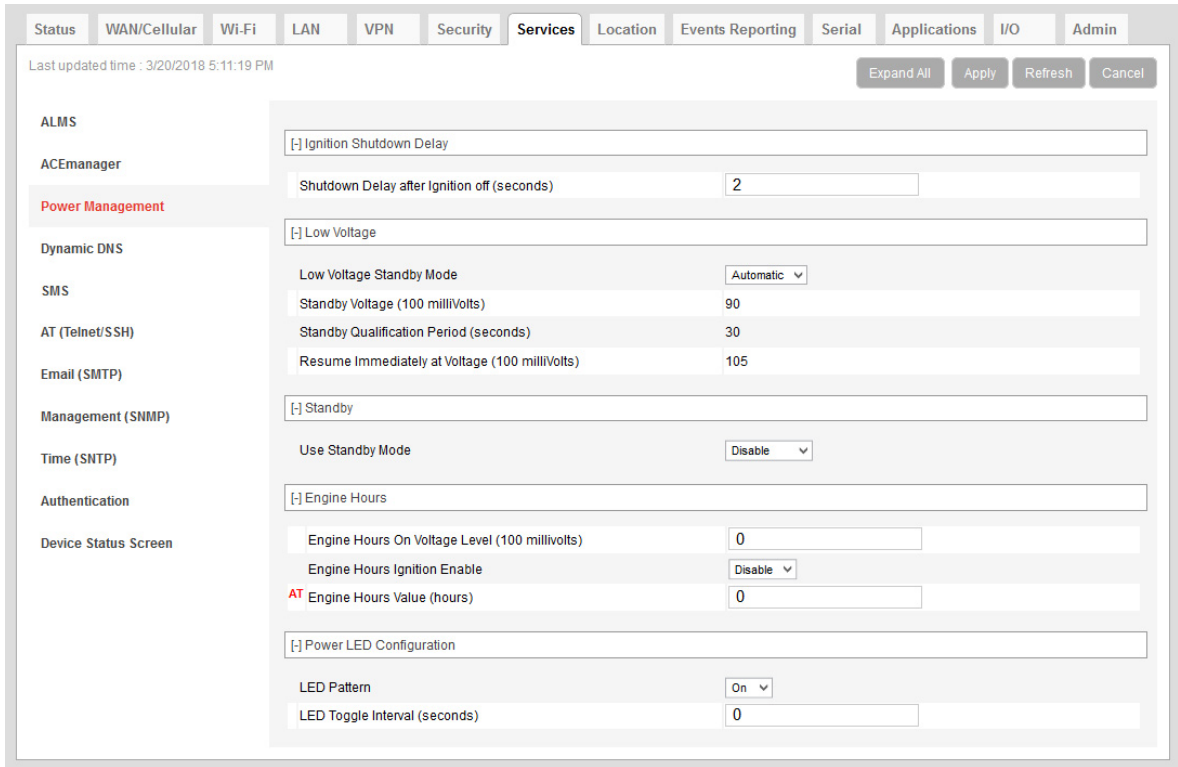 Status WAN/Cellular Wi-Fi LAN VPN Security Services Location Events Reporting Serial Applications I/O Admin
Last updated time : 3/20/2018 5:11:19 PM
Expand All Apply Refresh Cancel
ALMS
ACEmanager
Power Management
Dynamic DNS
SMS
AT (Telnet/SSH)
Email (SMTP)
Management (SNMP)
Time (SNTP)
Authentication
Device Status Screen
[-] Ignition Shutdown Delay
Shutdown Delay after Ignition off (seconds) 2
[-] Low Voltage
Low Voltage Standby Mode Automatic
Standby Voltage (100 milliVolts) 90
Standby Qualification Period (seconds) 30
Resume Immediately at Voltage (100 milliVolts) 105
[-] Standby
Use Standby Mode Disable
[-] Engine Hours
Engine Hours On Voltage Level (100 millivolts) 0
Engine Hours Ignition Enable Disable
AT Engine Hours Value (hours) 0
[-] Power LED Configuration
LED Pattern On
LED Toggle Interval (seconds) 0